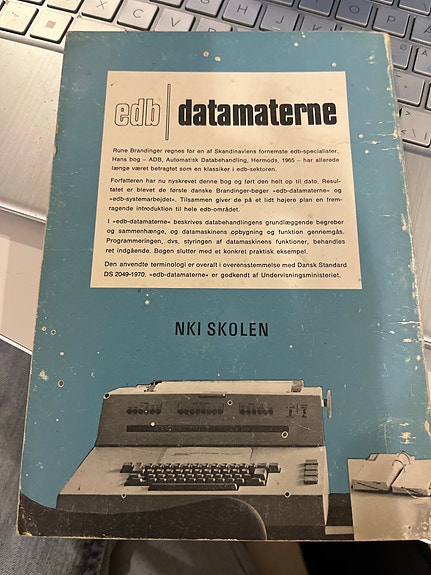 edb datamaterne
Rune Brandinger regnes for en af Skandinaviens fornemste edb-specialister.
Hans bog – ADB, Automatisk Databehandling, Hermods, 1965 – har allerede
længe været betragtet som en klassiker i edb-sektoren.
Forfatteren har nu nyskrevet denne bog og ført den helt op til dato. Resul-
tatet er blevet de første danske Brandinger-bøger »edb-datamaterne« og
»edb-systemarbejdet«. Tilsammen giver de på et lidt højere plan en frem-
ragende introduktion til hele edb-området.
I »edb-datamaterne« beskrives databehandlingens grundlæggende begreber
og sammenhænge, og datamaskinens opbygning og funktion gennemgås.
Programmeringen, dvs. styringen af datamaskinens funktioner, behandles
ret indgående. Bogen slutter med et konkret praktisk eksempel.
Den anvendte terminologi er overalt i overensstemmelse med Dansk Standard
DS 2049-1970. »edb-datamaterne« er godkendt af Undervisningsministeriet.
NKI SKOLEN